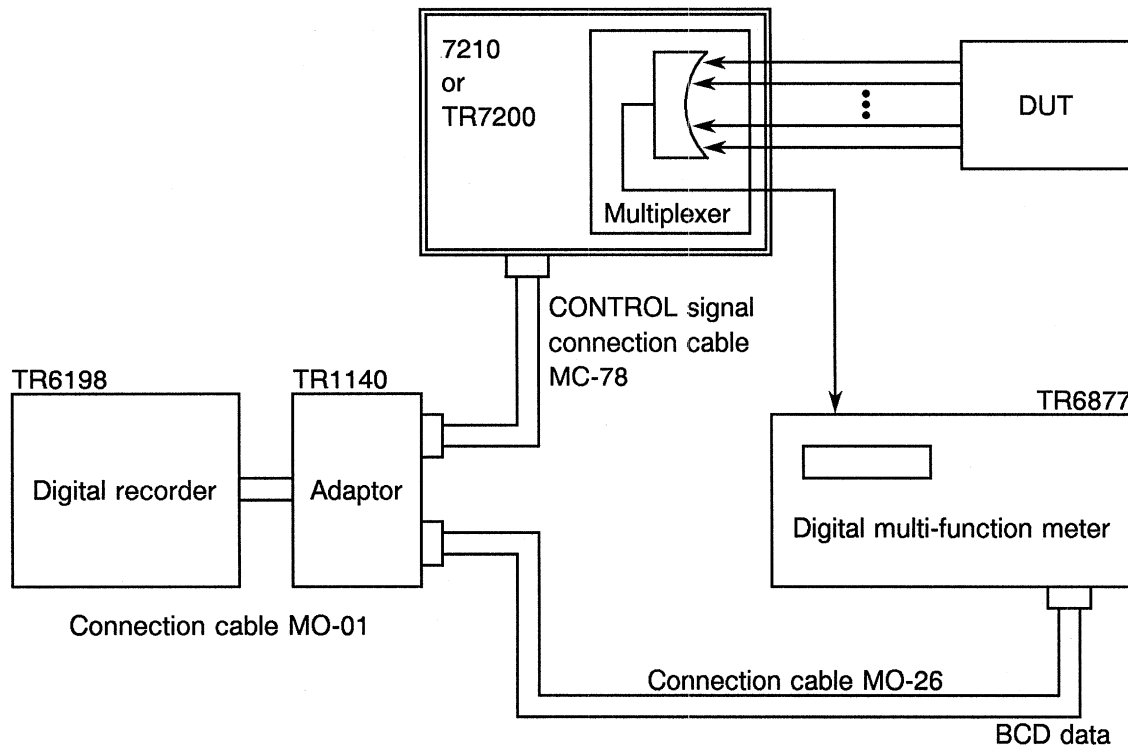 7210
or
TR7200
Multiplexer
DUT
CONTROL signal
connection cable
MC-78
TR6198
TR1140
TR6877
Digital recorder
Adaptor
Digital multi-function meter
Connection cable MO-01
Connection cable MO-26
BCD data